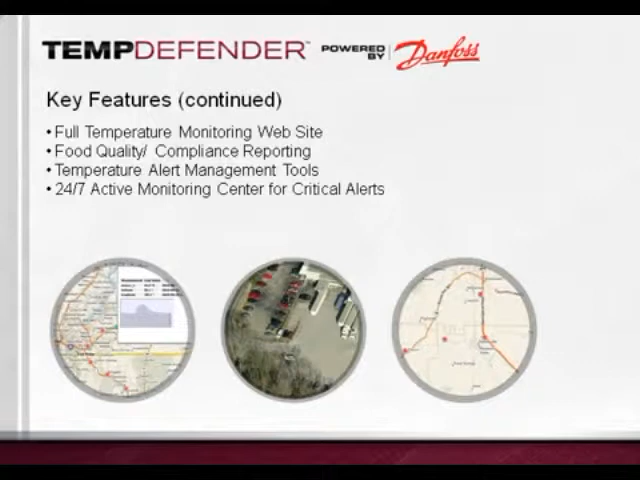 TEMPDEFENDER™ POWERED BY Danfoss
Key Features (continued)
• Full Temperature Monitoring Web Site
• Food Quality/ Compliance Reporting
• Temperature Alert Management Tools
• 24/7 Active Monitoring Center for Critical Alerts